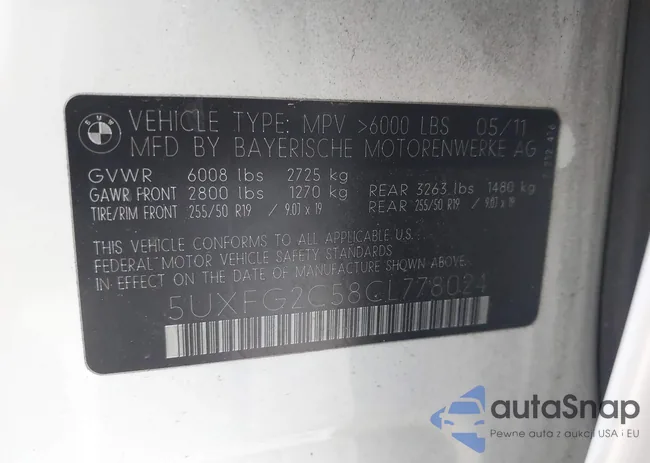 VEHICLE TYPE: MPV >6000 LBS 05/11
MFD BY BAYERISCHE MOTORENWERKE AG
GVWR 6008 lbs 2725 kg
GAWR FRONT 2800 lbs 1270 kg REAR 3263 lbs 1480 kg
TIRE/RIM FRONT 255/50 R19 / 9.0J x 19 REAR 255/50 R19 / 9.0J x 19
THIS VEHICLE CONFORMS TO ALL APPLICABLE U.S.
FEDERAL MOTOR VEHICLE SAFETY STANDARDS
IN EFFECT ON THE DATE OF MANUFACTURE SHOWN ABOVE.
5UXFG2C58CL778024
autaSnap
Pewne auta z aukcji USA i EU